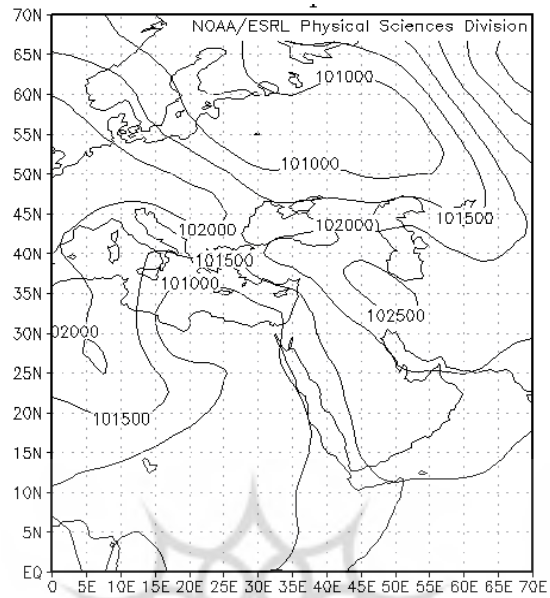 NOAA/ESRL Physical Sciences Division
70N
65N
101000
60N
55N
101000
50N
45N
101500
102000
102000
40N
101500
101000
35N
102500
30N
02000
25N
20N
101500
15N
10N
5N
EQ
0 5E 10E 15E 20E 25E 30E 35E 40E 45E 50E 55E 60E 65E 70E